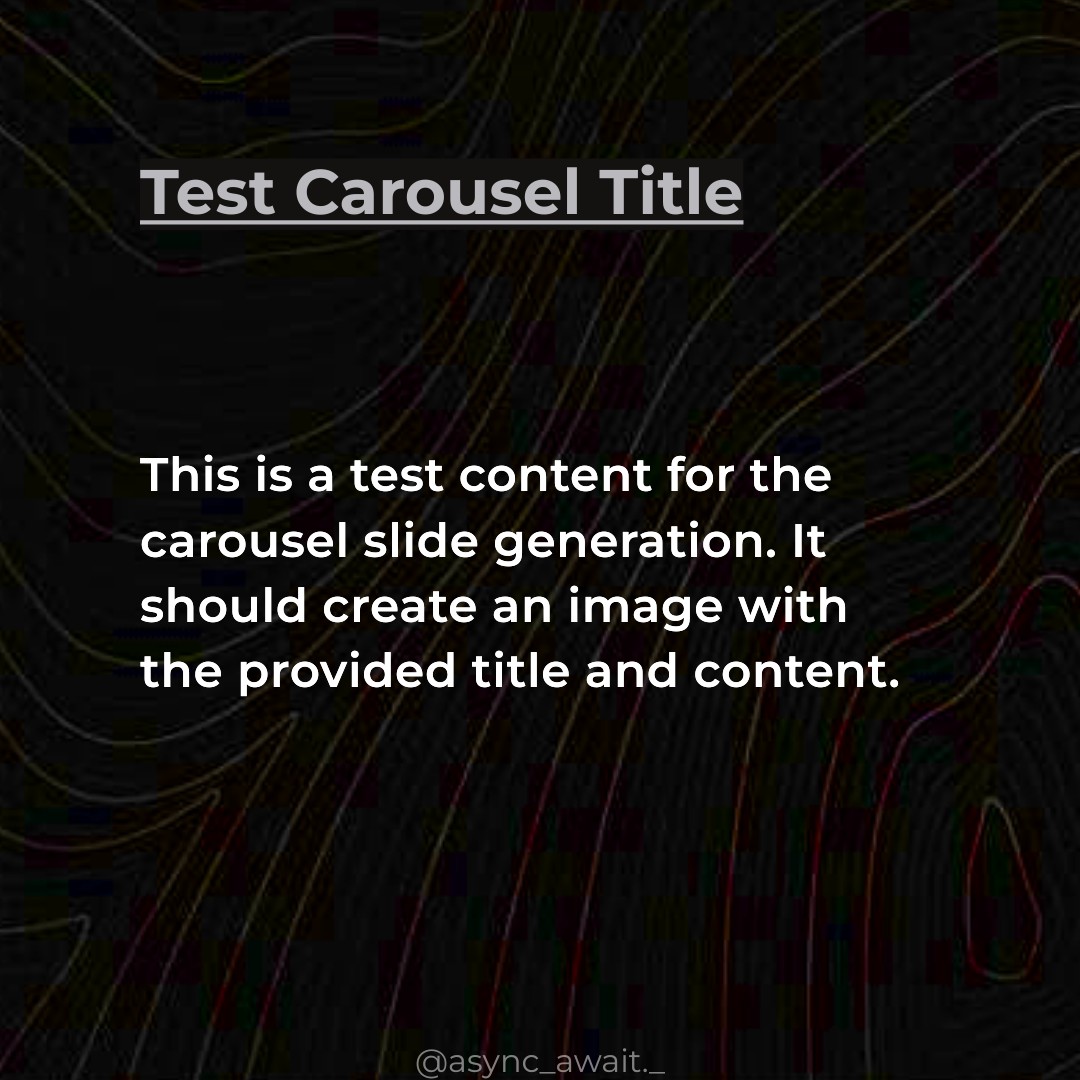 Test Carousel Title
This is a test content for the
carousel slide generation. It
should create an image with
the provided title and content.
@async_await._